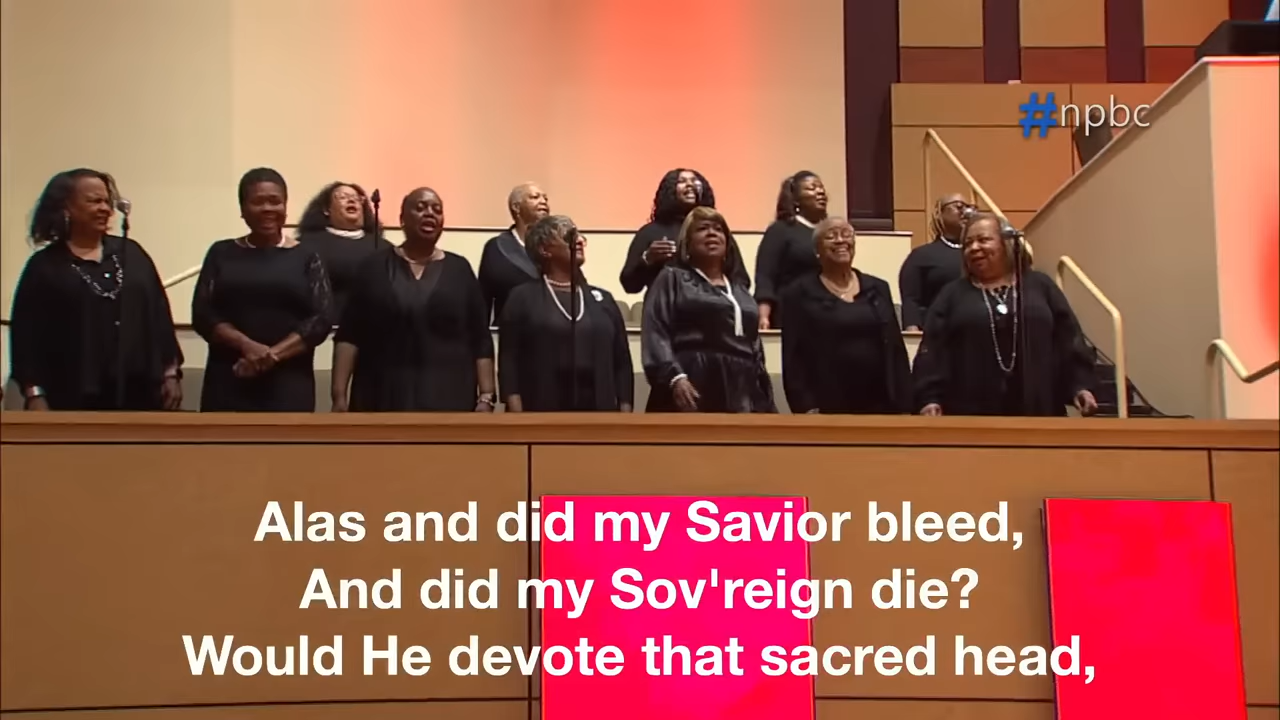 #npbc
Alas and did my Savior bleed,
And did my Sov'reign die?
Would He devote that sacred head,